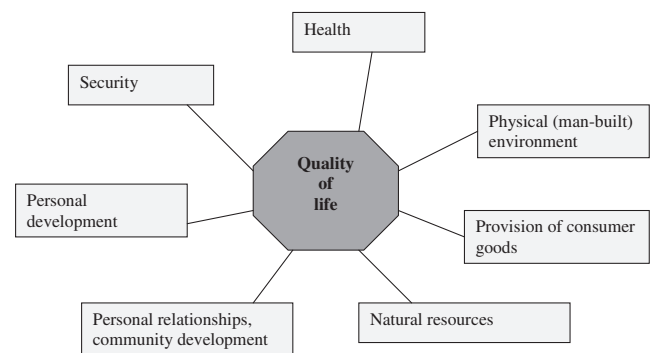 Health
Security
Physical (man-built)
environment
Quality
of
life
Personal
development
Provision of consumer
goods
Personal relationships,
community development
Natural resources